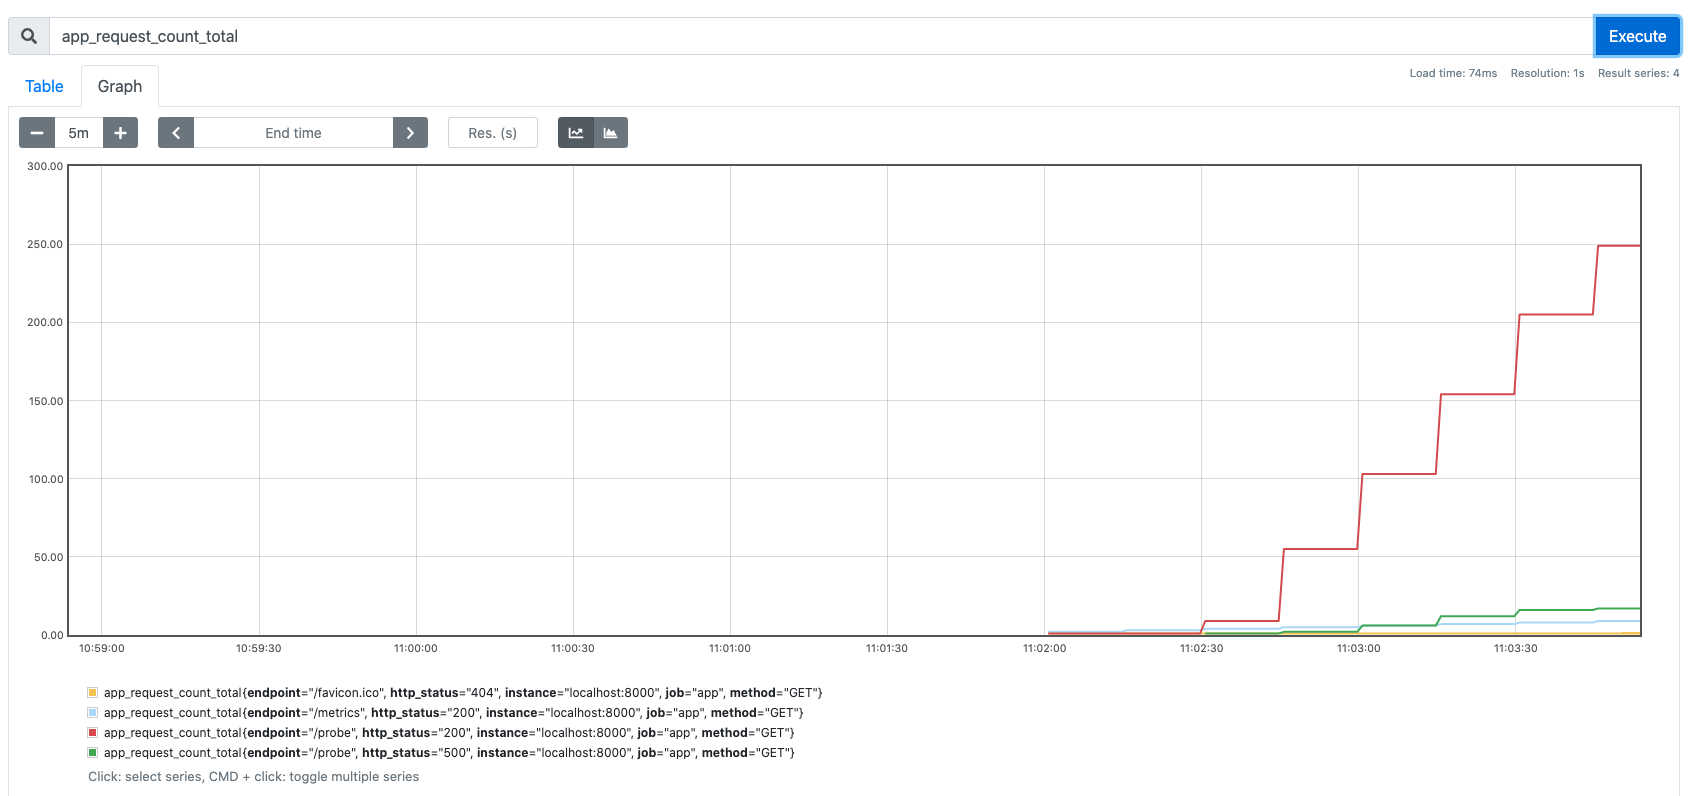 app_request_count_total
Execute
Table
Graph
Load time: 74ms Resolution: 1s Result series: 4
5m
End time
Res. (s)
300.00
250.00
200.00
150.00
100.00
50.00
0.00
10:59:00 10:59:30 11:00:00 11:00:30 11:01:00 11:01:30 11:02:00 11:02:30 11:03:00 11:03:30
app_request_count_total{endpoint="/favicon.ico", http_status="404", instance="localhost:8000", job="app", method="GET"}
app_request_count_total{endpoint="/metrics", http_status="200", instance="localhost:8000", job="app", method="GET"}
app_request_count_total{endpoint="/probe", http_status="200", instance="localhost:8000", job="app", method="GET"}
app_request_count_total{endpoint="/probe", http_status="500", instance="localhost:8000", job="app", method="GET"}
Click: select series, CMD + click: toggle multiple series